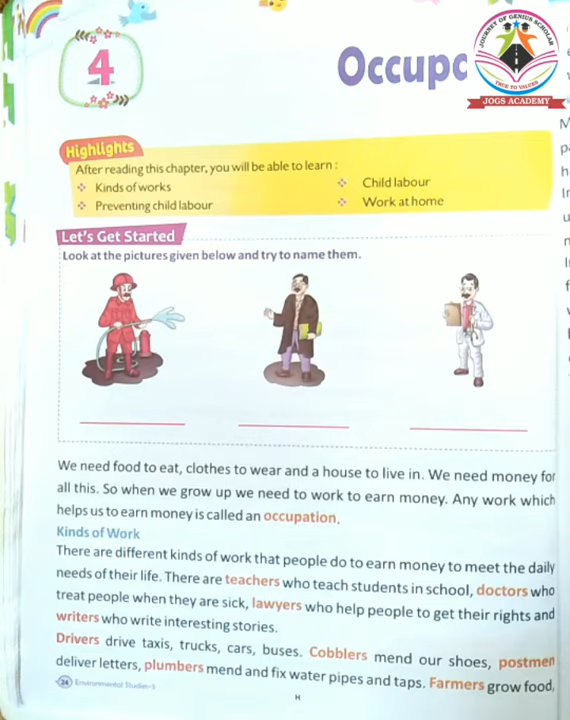 4
Occupa
JOURNEY OF GENIUS SCHOLAR
TRUE TO VALUES
JOGS ACADEMY
Highlights
After reading this chapter, you will be able to learn :
❖ Kinds of works
❖ Child labour
❖ Preventing child labour
❖ Work at home
Let's Get Started
Look at the pictures given below and try to name them.
We need food to eat, clothes to wear and a house to live in. We need money for
all this. So when we grow up we need to work to earn money. Any work which
helps us to earn money is called an occupation.
Kinds of Work
There are different kinds of work that people do to earn money to meet the daily
needs of their life. There are teachers who teach students in school, doctors who
treat people when they are sick, lawyers who help people to get their rights and
writers who write interesting stories.
Drivers drive taxis, trucks, cars, buses. Cobblers mend our shoes, postmen
deliver letters, plumbers mend and fix water pipes and taps. Farmers grow food,
24 Environmental Studies-3